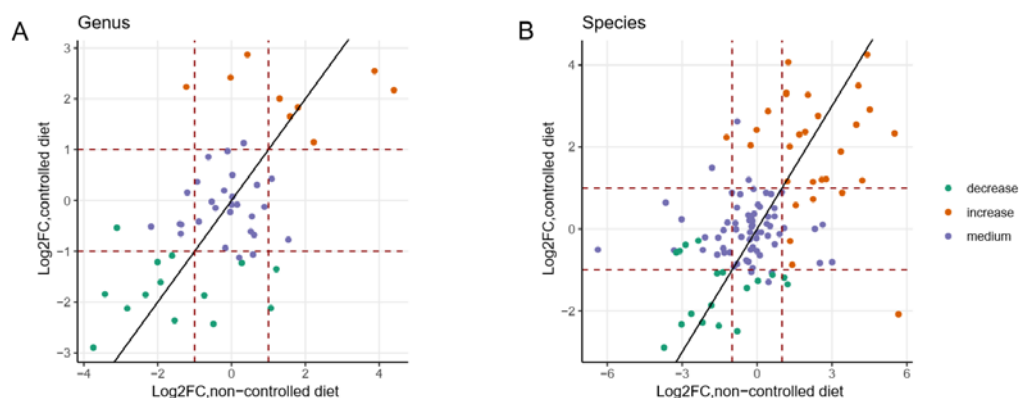 A
Genus
3
2
1
0
−1
−2
−3
−4
−2
0
2
4
Log2FC,non−controlled diet
Log2FC,controlled diet
B
Species
4
2
0
−2
−6
−3
0
3
6
Log2FC,non−controlled diet
Log2FC,controlled diet
decrease
increase
medium